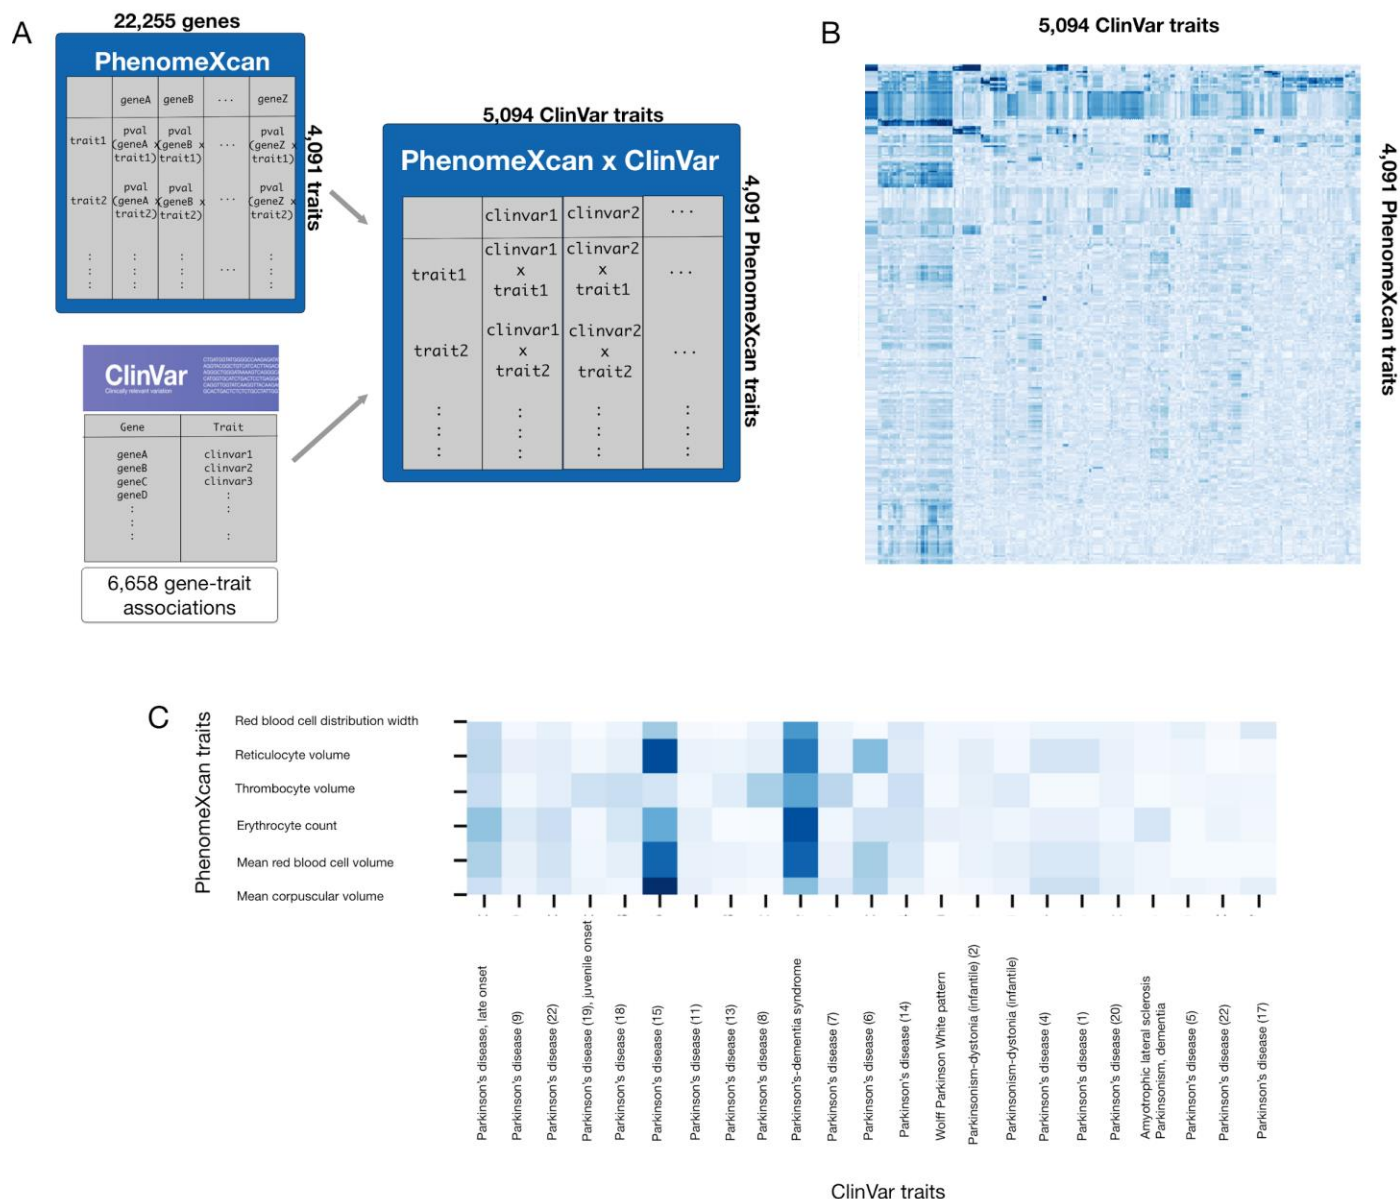 A
22,255 genes
PhenomeXcan
geneA geneB ... geneZ
trait1
pval (geneA x trait1)
pval (geneB x trait1)
...
pval (geneZ x trait1)
trait2
pval (geneA x trait2)
pval (geneB x trait2)
...
pval (geneZ x trait2)
4,091 traits
ClinVar
Clinically relevant variation
Gene Trait
geneA clinvar1
geneB clinvar2
geneC clinvar3
geneD
6,658 gene-trait
associations
5,094 ClinVar traits
PhenomeXcan x ClinVar
clinvar1 clinvar2 ...
trait1
clinvar1 x trait1
clinvar2 x trait1
...
trait2
clinvar1 x trait2
clinvar2 x trait2
...
4,091 PhenomeXcan traits
B
5,094 ClinVar traits
4,091 PhenomeXcan traits
C
PhenomeXcan traits
Red blood cell distribution width
Reticulocyte volume
Thrombocyte volume
Erythrocyte count
Mean red blood cell volume
Mean corpuscular volume
Parkinson's disease, late onset
Parkinson's disease (9)
Parkinson's disease (22)
Parkinson's disease (19), juvenile onset
Parkinson's disease (18)
Parkinson's disease (15)
Parkinson's disease (11)
Parkinson's disease (13)
Parkinson's disease (8)
Parkinson's-dementia syndrome
Parkinson's disease (7)
Parkinson's disease (6)
Parkinson's disease (14)
Wolff Parkinson White pattern
Parkinsonism-dystonia (infantile) (2)
Parkinsonism-dystonia (infantile)
Parkinson's disease (4)
Parkinson's disease (1)
Parkinson's disease (20)
Amyotrophic lateral sclerosis
Parkinsonism, dementia
Parkinson's disease (5)
Parkinson's disease (22)
Parkinson's disease (17)
ClinVar traits